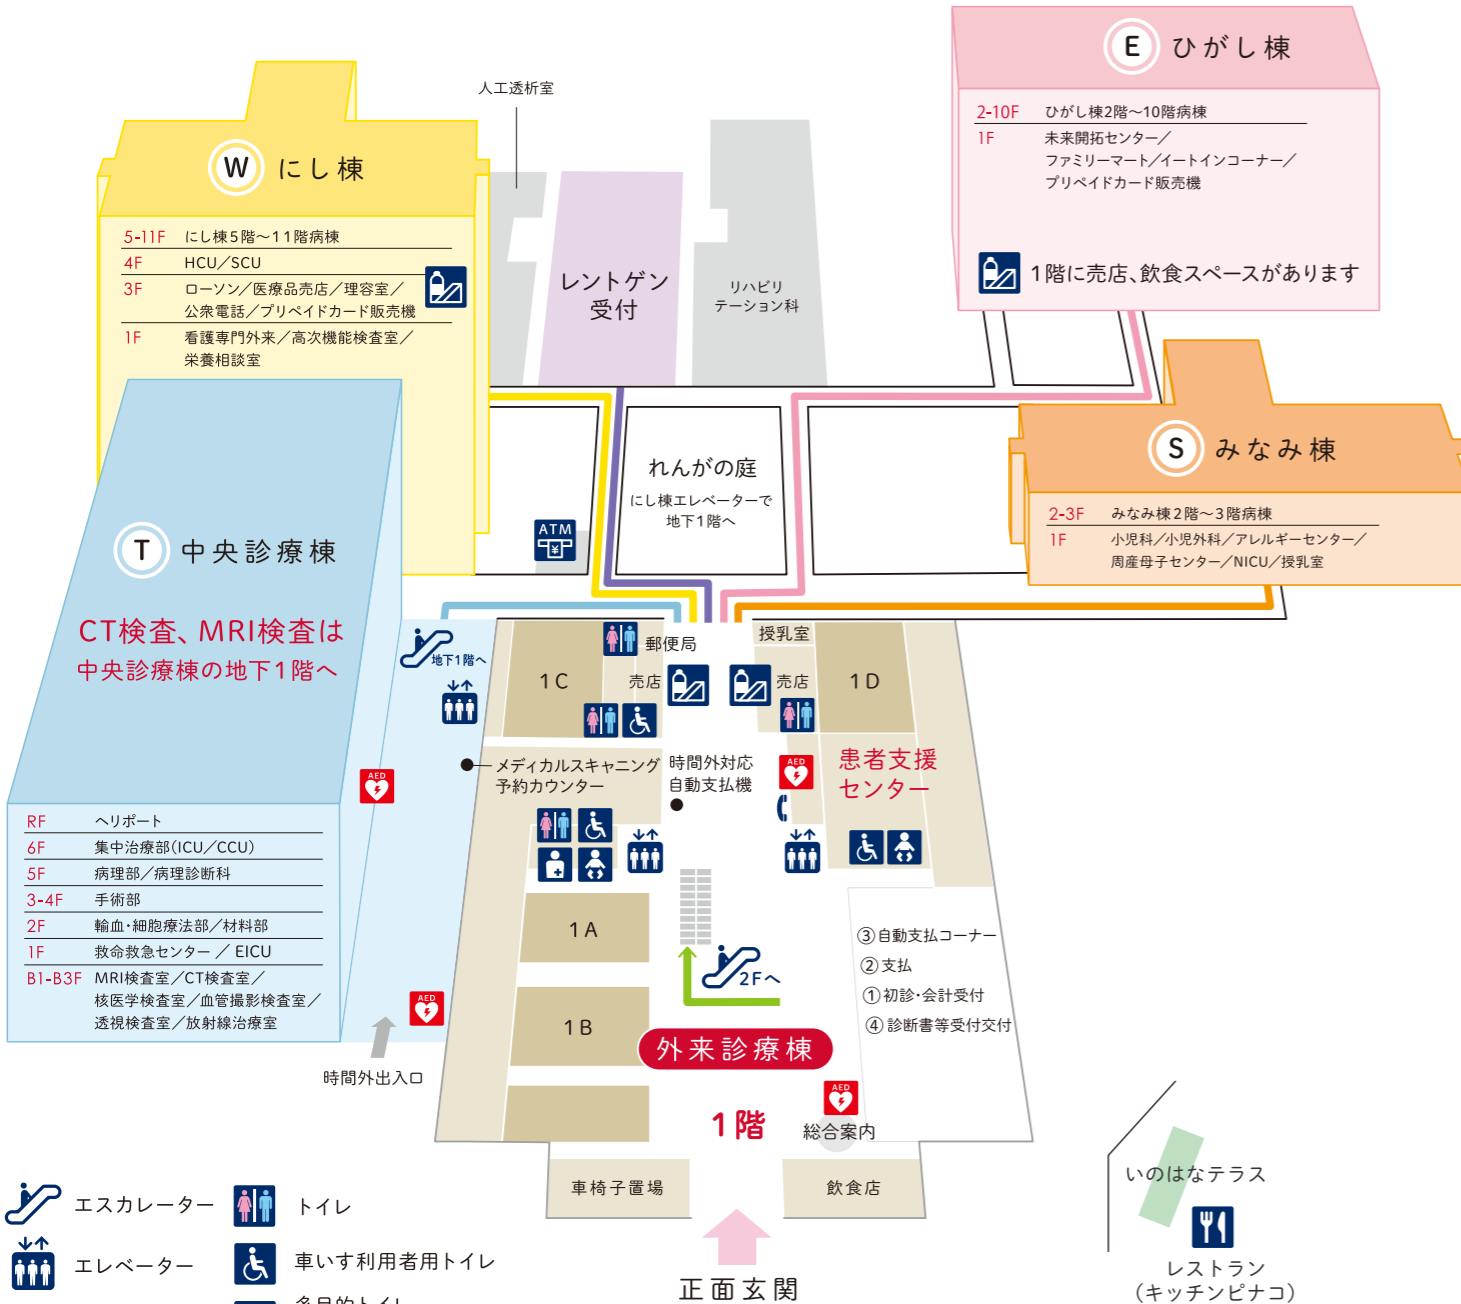 E ひがし棟
2-10F ひがし棟2階〜10階病棟
1F 未来開拓センター／
ファミリーマート／イートインコーナー／
プリペイドカード販売機
1階に売店、飲食スペースがあります
人工透析室
W にし棟
5-11F にし棟5階〜11階病棟
4F HCU／SCU
3F ローソン／医療品売店／理容室／
公衆電話／プリペイドカード販売機
1F 看護専門外来／高次機能検査室／
栄養相談室
レントゲン
受付
リハビリ
テーション科
S みなみ棟
2-3F みなみ棟2階〜3階病棟
1F 小児科／小児外科／アレルギーセンター／
周産母子センター／NICU／授乳室
れんがの庭
にし棟エレベーターで
地下1階へ
ATM
¥
T 中央診療棟
CT検査、MRI検査は
中央診療棟の地下1階へ
RF ヘリポート
6F 集中治療部(ICU／CCU)
5F 病理部／病理診断科
3-4F 手術部
2F 輸血・細胞療法部／材料部
1F 救命救急センター ／ EICU
B1-B3F MRI検査室／CT検査室／
核医学検査室／血管撮影検査室／
透視検査室／放射線治療室
地下1階へ
AED
AED
時間外出入口
1C
郵便局
売店
授乳室
売店
1D
メディカルスキャニング
予約カウンター
時間外対応
自動支払機
AED
患者支援
センター
1A
1B
2Fへ
③自動支払コーナー
②支払
①初診・会計受付
④診断書等受付交付
外来診療棟
1階
AED
総合案内
車椅子置場
飲食店
正面玄関
いのはなテラス
レストラン
（キッチンピナコ）
エスカレーター
トイレ
エレベーター
車いす利用者用トイレ
多目的トイレ